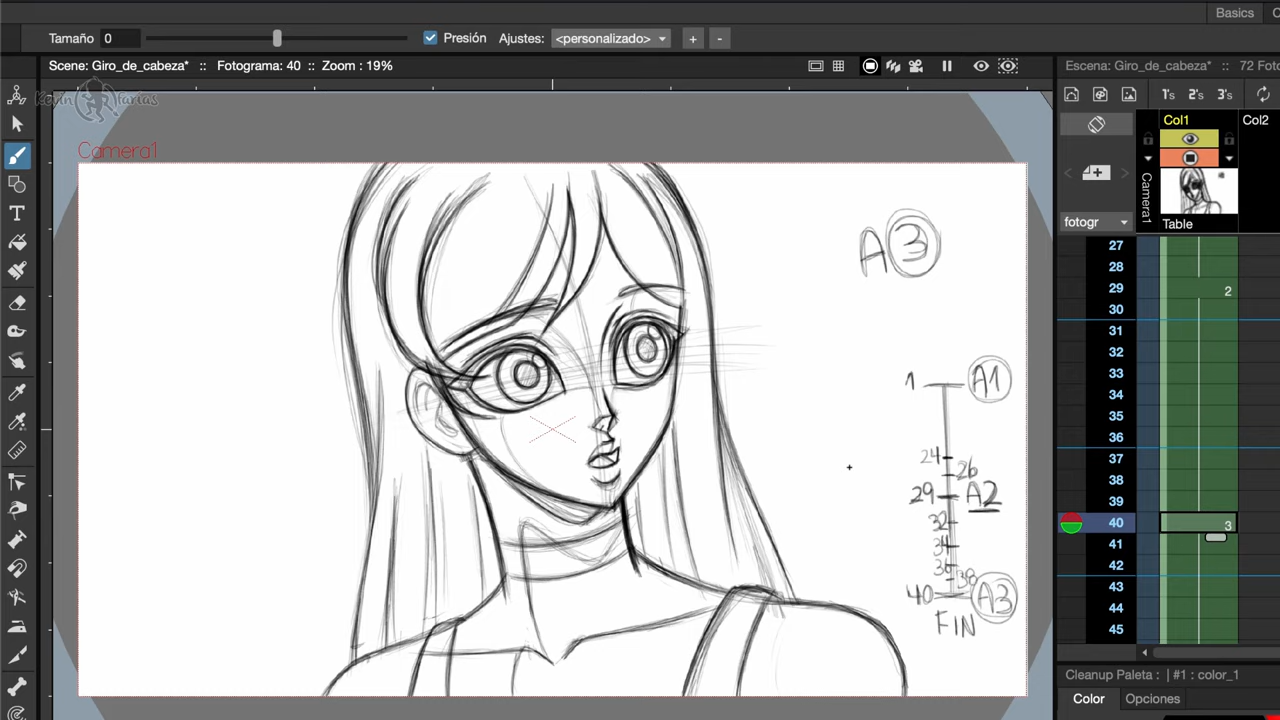 Basics
Tamaño 0 Presión Ajustes: <personalizado> + -
Scene: Giro_de_cabeza* :: Fotograma: 40 :: Zoom : 19%
Escena: Giro_de_cabeza* :: 72 Foto
1's 2's 3's
Kevin farias
Col1 Col2
Camera1
Camera1
fotogr
Table
A3
27
28
29 2
30
31
32
33
34
35
36
37
38
39
40 3
41
42
43
44
45
1 A1
24
26
29 A2
32
34
36
38
40 A3
FIN
Cleanup Paleta : | #1 : color_1
Color Opciones